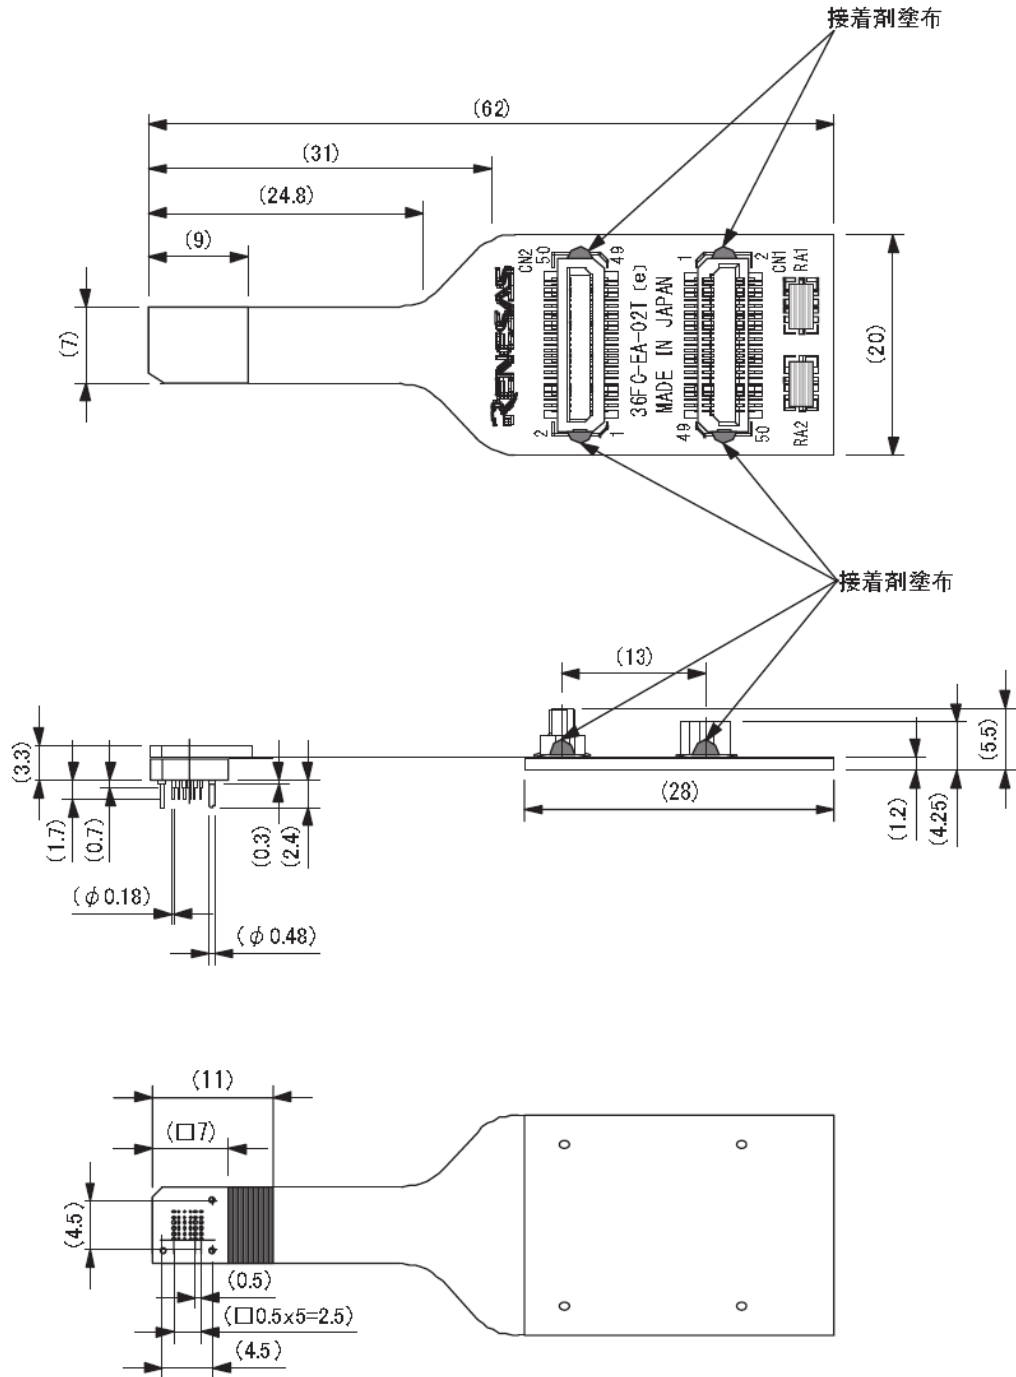 接着剤塗布
(62)
(31)
(24.8)
(9)
(7)
(20)
CN2
50
49
RENESAS
36FC-EA-02T [e]
MADE IN JAPAN
1
2
CN1
RA1
2
1
49
50
RA2
接着剤塗布
(13)
(3.3)
(1.7)
(0.7)
(0.3)
(2.4)
(28)
(1.2)
(4.25)
(5.5)
(φ0.18)
(φ0.48)
(11)
(□7)
(4.5)
(0.5)
(□0.5x5=2.5)
(4.5)